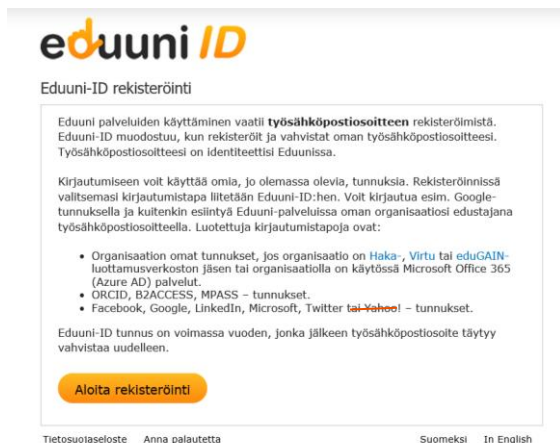 eduuni ID
Eduuni-ID rekisteröinti
Eduuni palveluiden käyttäminen vaatii työsähköpostiosoitteen rekisteröimistä.
Eduuni-ID muodostuu, kun rekisteröit ja vahvistat oman työsähköpostiosoitteesi.
Työsähköpostiosoitteesi on identiteettisi Eduunissa.
Kirjautumiseen voit käyttää omia, jo olemassa olevia, tunnuksia. Rekisteröinnissä
valitsemasi kirjautumistapa liitetään Eduuni-ID:hen. Voit kirjautua esim. Google-
tunnuksella ja kuitenkin esiintyä Eduuni-palveluissa oman organisaatiosi edustajana
työsähköpostiosoitteella. Luotettuja kirjautumistapoja ovat:
• Organisaation omat tunnukset, jos organisaatio on Haka-, Virtu tai eduGAIN-
luottamusverkoston jäsen tai organisaatiolla on käytössä Microsoft Office 365
(Azure AD) palvelut.
• ORCID, B2ACCESS, MPASS – tunnukset.
• Facebook, Google, LinkedIn, Microsoft, Twitter tai Yahoo! – tunnukset.
Eduuni-ID tunnus on voimassa vuoden, jonka jälkeen työsähköpostiosoite täytyy
vahvistaa uudelleen.
Aloita rekisteröinti
Tietosuojaseloste Anna palautetta Suomeksi In English